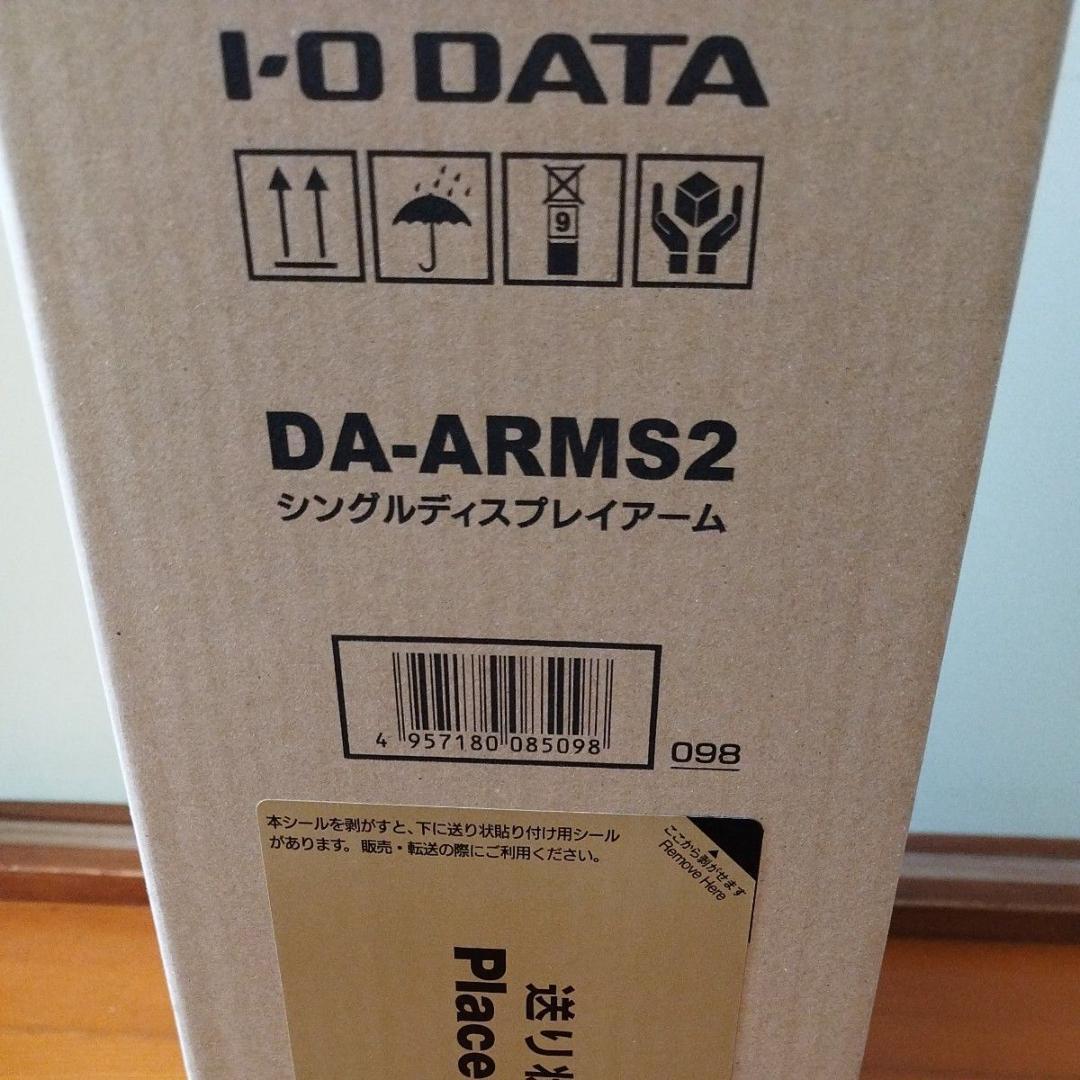 I-O DATA
9
DA-ARMS2
シングルディスプレイアーム
4 957180 085098
098
本シールを剥がすと、下に送り状貼り付け用シール
があります。販売・転送の際にご利用ください。
ここから剥がせます
Remove Here
送り
Place